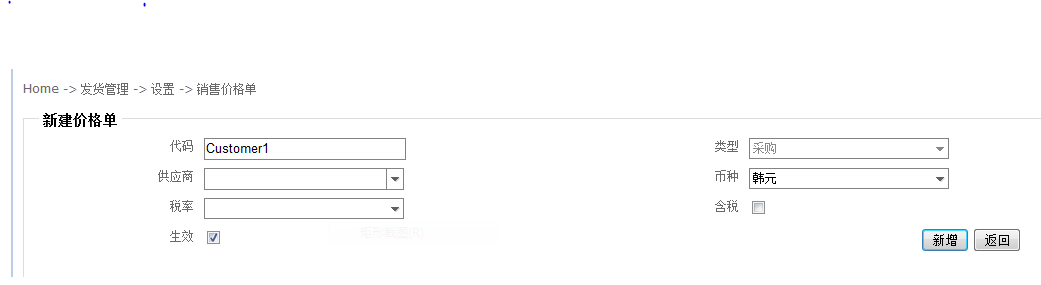 Home -> 发货管理 -> 设置 -> 销售价格单
新建价格单
代码 Customer1 类型 采购
供应商 币种 韩元
税率 含税
生效 新增 返回